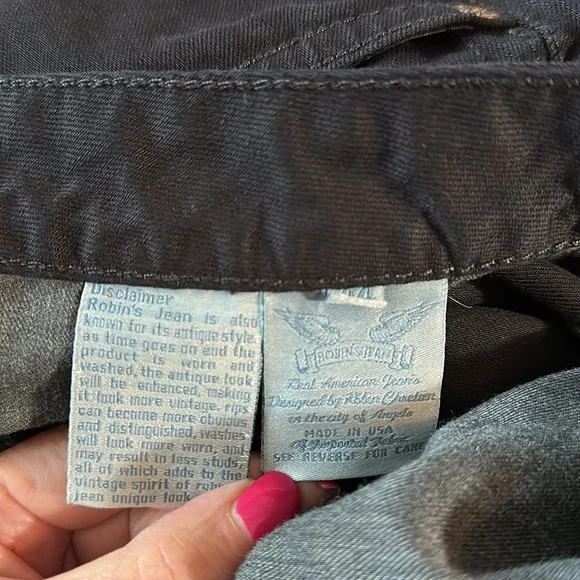 Disclaimer
Robin's Jean is also
known for its antique style,
as time goes on and the
product is worn and
washed, the antique look
will be enhanced, making
it look more vintage. rips
can become more obvious
and distinguished, washes
will look more worn, and
may result in less studs,
all of which adds to the
vintage spirit of
jean unique look
ROBIN'S JEAN
Real American Jeans
Designed by Robin Chretien
in the city of Angels
MADE IN USA
Of Imported Fabric
SEE REVERSE FOR CARE